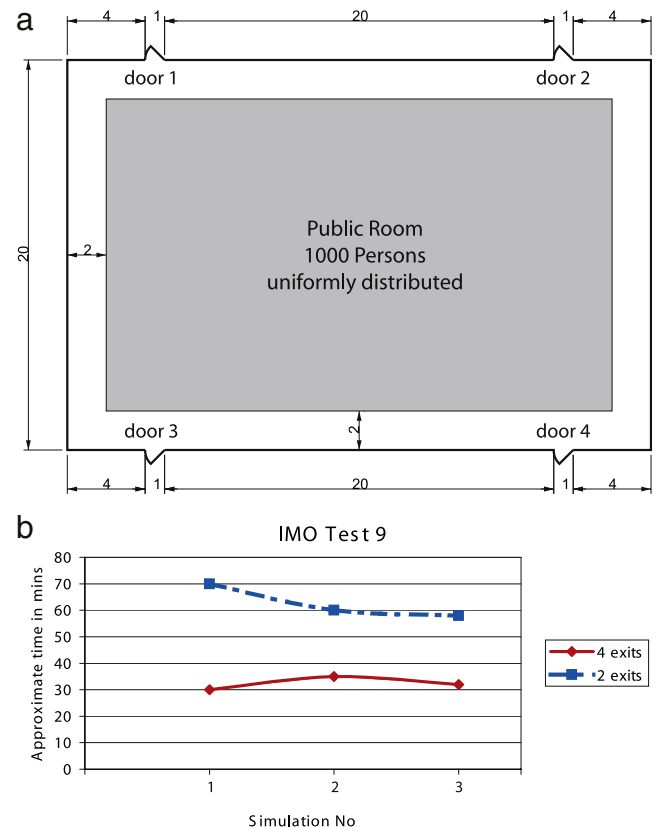 a
4 1 20 1 4
door 1 door 2
20
2
Public Room
1000 Persons
uniformly distributed
2
door 3 door 4
4 1 20 1 4
b
IMO Test 9
80
70
60
50
40
30
20
10
0
Approximate time in mins
1 2 3
Simulation No
4 exits
2 exits